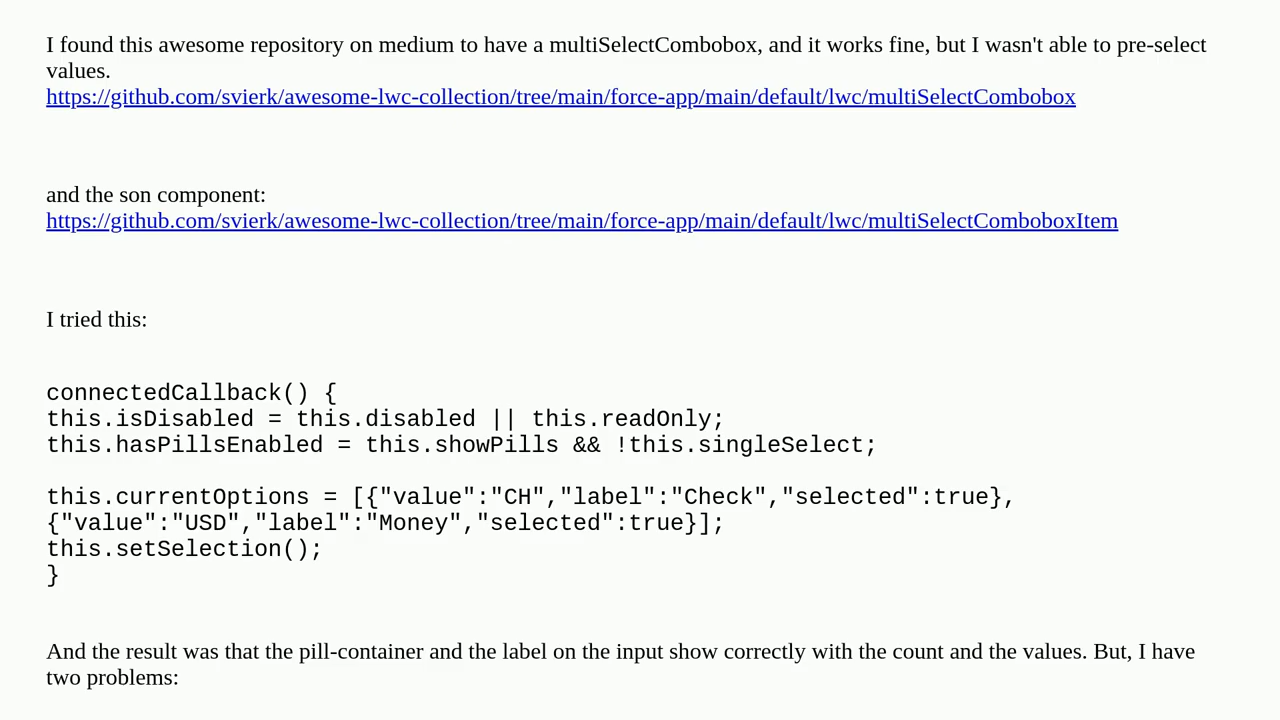 I found this awesome repository on medium to have a multiSelectCombobox, and it works fine, but I wasn't able to pre-select
values.
https://github.com/svierk/awesome-lwc-collection/tree/main/force-app/main/default/lwc/multiSelectCombobox
and the son component:
https://github.com/svierk/awesome-lwc-collection/tree/main/force-app/main/default/lwc/multiSelectComboboxItem
I tried this:
connectedCallback() {
this.isDisabled = this.disabled || this.readOnly;
this.hasPillsEnabled = this.showPills && !this.singleSelect;
this.currentOptions = [{"value":"CH","label":"Check","selected":true},
{"value":"USD","label":"Money","selected":true}];
this.setSelection();
}
And the result was that the pill-container and the label on the input show correctly with the count and the values. But, I have
two problems: